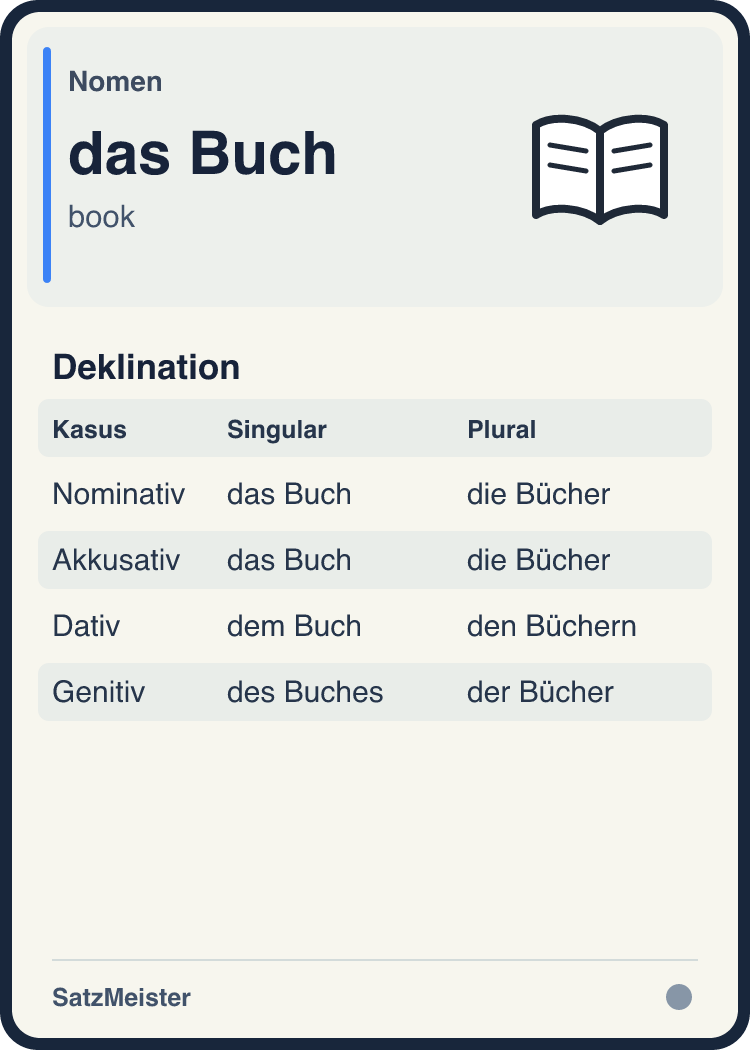 Nomen
das Buch
book
Deklination
Kasus Singular Plural
Nominativ das Buch die Bücher
Akkusativ das Buch die Bücher
Dativ dem Buch den Büchern
Genitiv des Buches der Bücher
SatzMeister